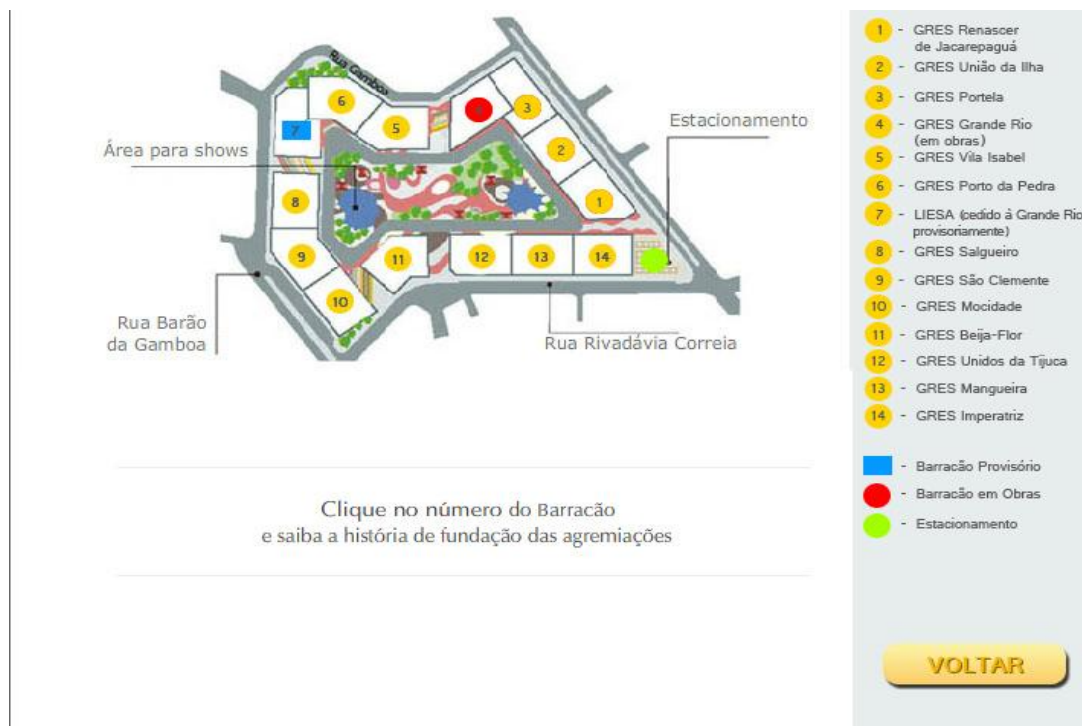 Rua Gamboa
6
7
5
3
2
1
8
9
10
11
12
13
14
Estacionamento
Área para shows
Rua Barão
da Gamboa
Rua Rivadávia Correia
Clique no número do Barracão
e saiba a história de fundação das agremiações
1 - GRES Renascer
de Jacarepaguá
2 - GRES União da Ilha
3 - GRES Portela
4 - GRES Grande Rio
(em obras)
5 - GRES Vila Isabel
6 - GRES Porto da Pedra
7 - LIESA (cedido à Grande Rio
provisoriamente)
8 - GRES Salgueiro
9 - GRES São Clemente
10 - GRES Mocidade
11 - GRES Beija-Flor
12 - GRES Unidos da Tijuca
13 - GRES Mangueira
14 - GRES Imperatriz
- Barracão Provisório
- Barracão em Obras
- Estacionamento
VOLTAR